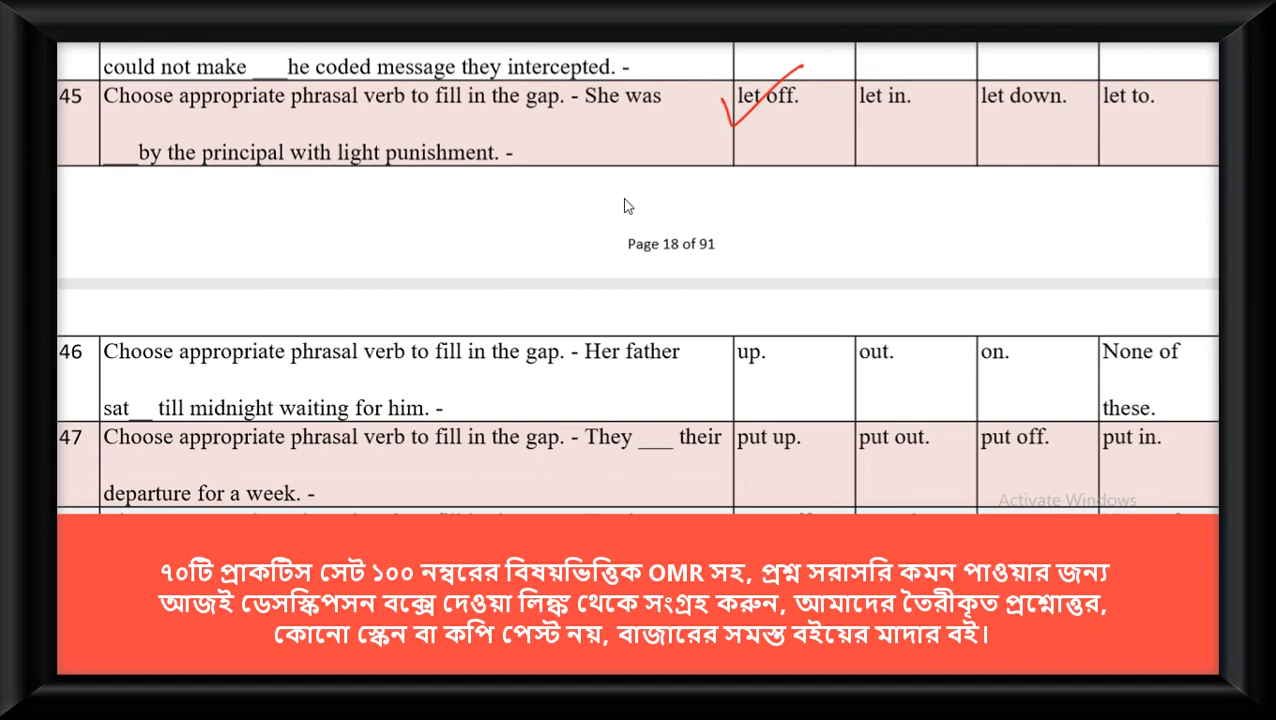 could not make ___he coded message they intercepted. -
45 Choose appropriate phrasal verb to fill in the gap. - She was let off. let in. let down. let to.
___by the principal with light punishment. -
Page 18 of 91
46 Choose appropriate phrasal verb to fill in the gap. - Her father up. out. on. None of
sat__ till midnight waiting for him. - these.
47 Choose appropriate phrasal verb to fill in the gap. - They ___ their put up. put out. put off. put in.
departure for a week. -
Activate Windows
৭০টি প্রাকটিস সেট ১০০ নম্বরের বিষয়ভিত্তিক OMR সহ, প্রশ্ন সরাসরি কমন পাওয়ার জন্য
আজই ডেসস্ক্রিপসন বক্সে দেওয়া লিঙ্ক থেকে সংগ্রহ করুন, আমাদের তৈরীকৃত প্রশ্নোত্তর,
কোনো স্কেন বা কপি পেস্ট নয়, বাজারের সমস্ত বইয়ের মাদার বই।